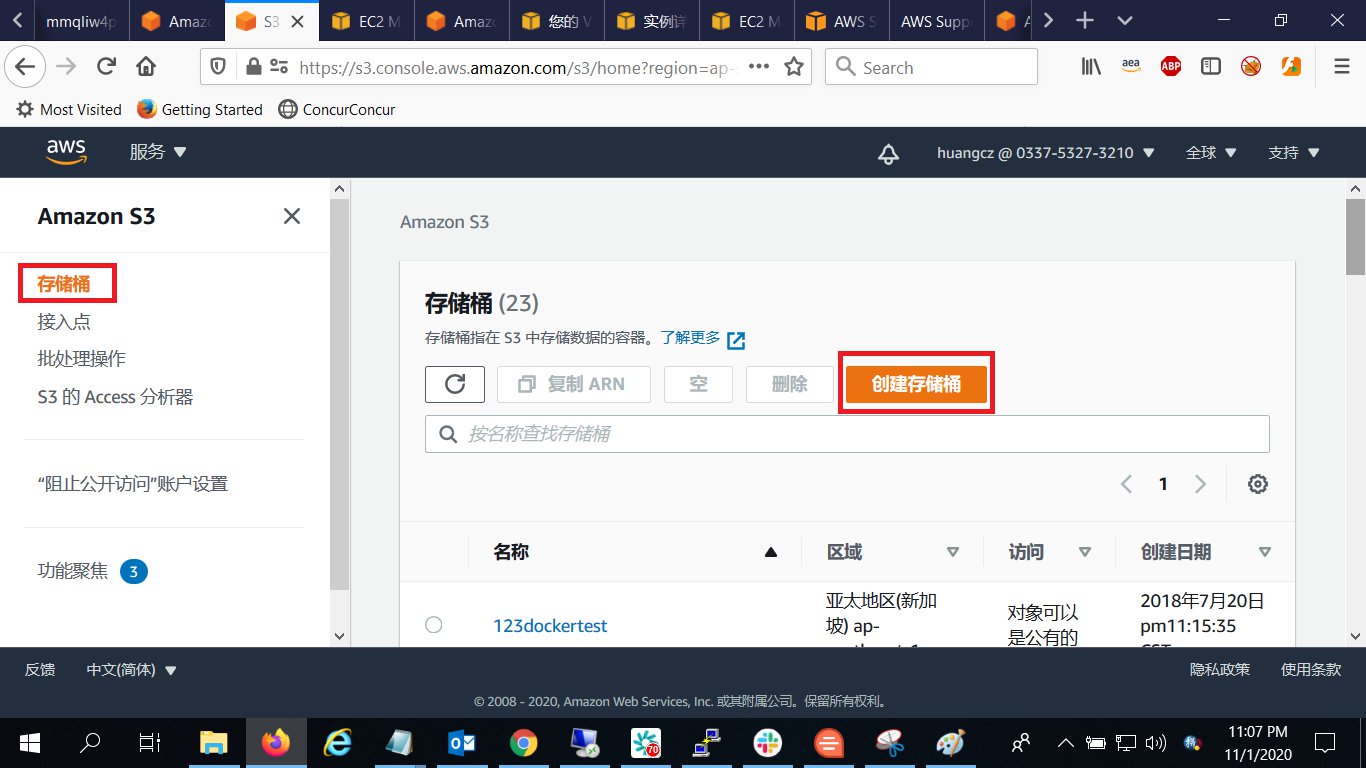 mmqliw4p
Amazo
S3
EC2 M
Amazo
您的 V
实例详
EC2 M
AWS S
AWS Supp
https://s3.console.aws.amazon.com/s3/home?region=ap-
Search
aea
ABP
Most Visited
Getting Started
ConcurConcur
aws
服务
huangcz @ 0337-5327-3210
全球
支持
Amazon S3
存储桶
接入点
批处理操作
S3 的 Access 分析器
“阻止公开访问”账户设置
功能聚焦 3
Amazon S3
存储桶 (23)
存储桶指在 S3 中存储数据的容器。了解更多
复制 ARN
空
删除
创建存储桶
按名称查找存储桶
1
名称
区域
访问
创建日期
123dockertest
亚太地区(新加
坡) ap-
对象可以
是公有的
2018年7月20日
pm11:15:35
反馈
中文(简体)
隐私政策
使用条款
© 2008 - 2020, Amazon Web Services, Inc. 或其附属公司。保留所有权利。
70
11:07 PM
11/1/2020